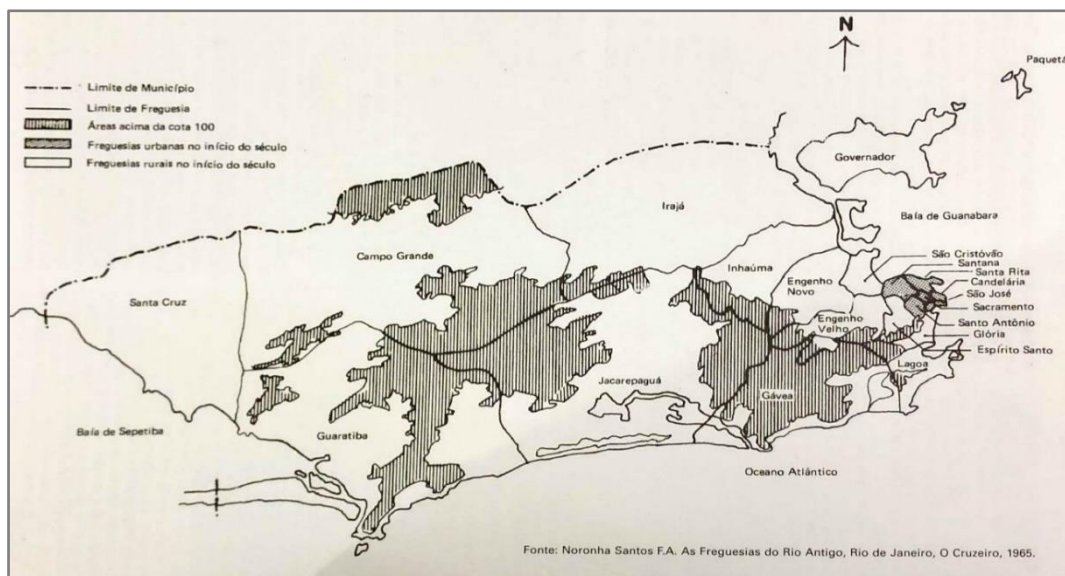 N
Paquetá
Limite de Município
Limite de Freguesia
Áreas acima da cota 100
Freguesias urbanas no início do século
Freguesias rurais no início do século
Governador
Irajá
Baía de Guanabara
Campo Grande
São Cristóvão
Santana
Inhaúma
Santa Rita
Candelária
Engenho
Novo
São José
Santa Cruz
Sacramento
Engenho
Velho
Santo Antônio
Glória
Espírito Santo
Lagoa
Jacarepaguá
Gávea
Baía de Sepetiba
Guaratiba
Oceano Atlântico
Fonte: Noronha Santos F.A. As Freguesias do Rio Antigo, Rio de Janeiro, O Cruzeiro, 1965.